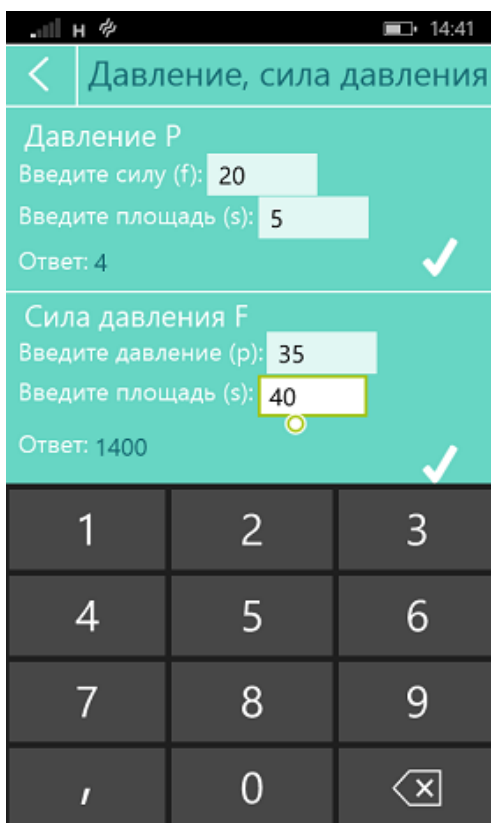 H 14:41
Давление, сила давления
Давление P
Введите силу (f): 20
Введите площадь (s): 5
Ответ: 4
Сила давления F
Введите давление (p): 35
Введите площадь (s): 40
Ответ: 1400
1 2 3
4 5 6
7 8 9
, 0